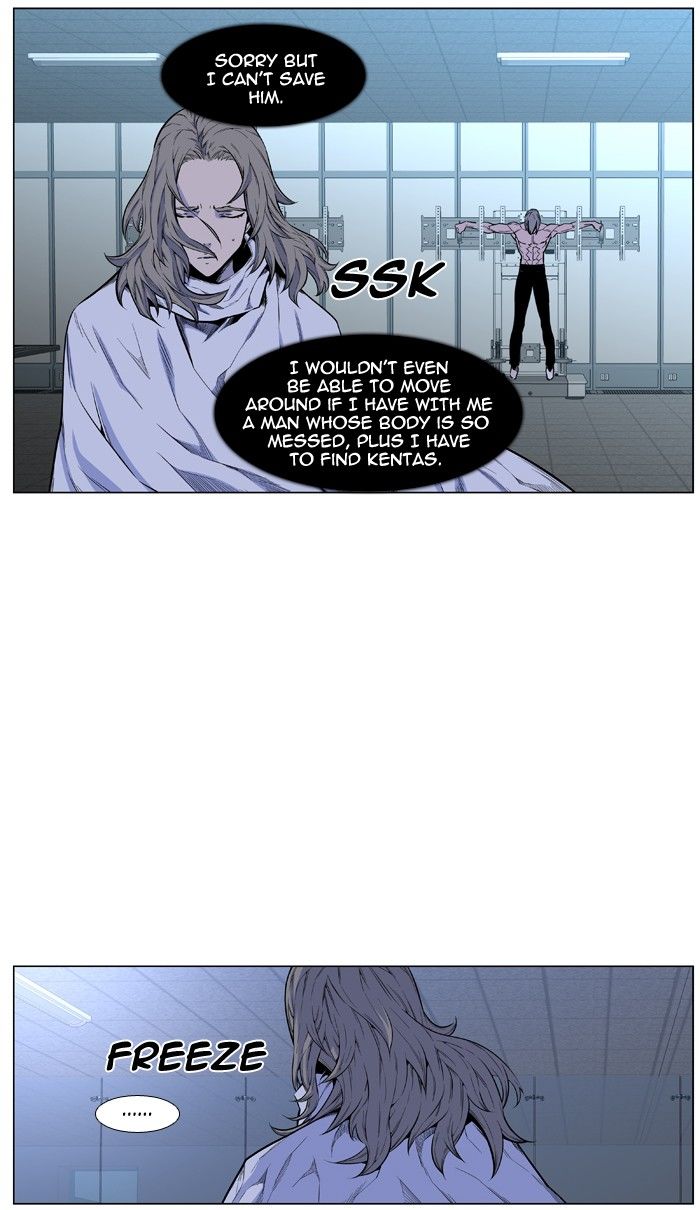 SORRY BUT
I CAN'T SAVE
HIM.
SSK
I WOULDN'T EVEN
BE ABLE TO MOVE
AROUND IF I HAVE WITH ME
A MAN WHOSE BODY IS SO
MESSED, PLUS I HAVE
TO FIND KENTAS.
FREEZE
......